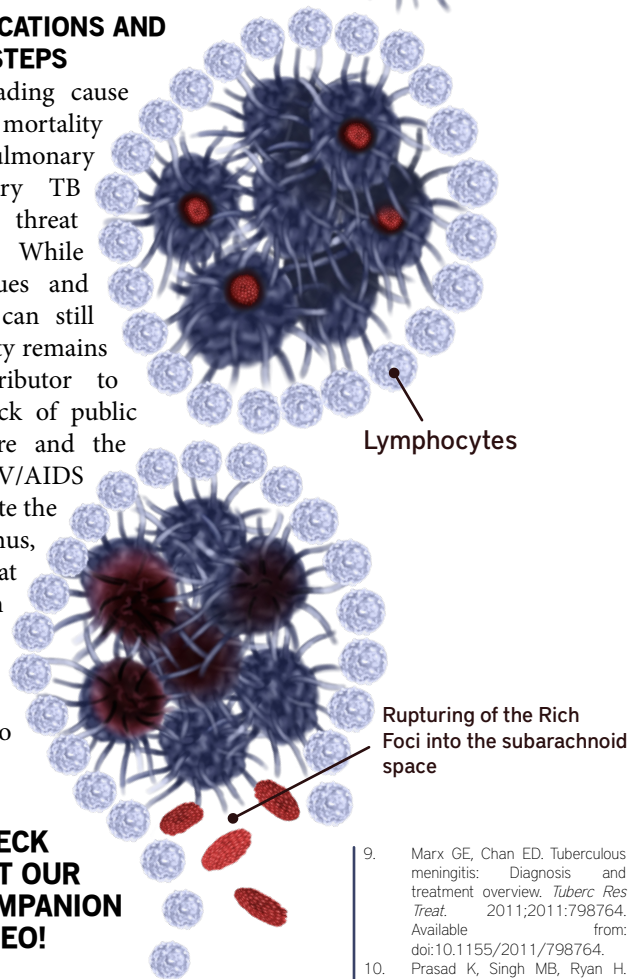 CATIONS AND
STEPS
ading cause
mortality
ulmonary
ry TB
threat
While
ues and
can still
ty remains
ributor to
ck of public
re and the
V/AIDS
te the
nus,
at
n
o
ECK
T OUR
MPANION
EO!
Lymphocytes
Rupturing of the Rich
Foci into the subarachnoid
space
9. Marx GE, Chan ED. Tuberculous
meningitis: Diagnosis and
treatment overview. Tuberc Res
Treat. 2011;2011:798764.
Available from:
doi:10.1155/2011/798764.
10. Prasad K, Singh MB, Ryan H.